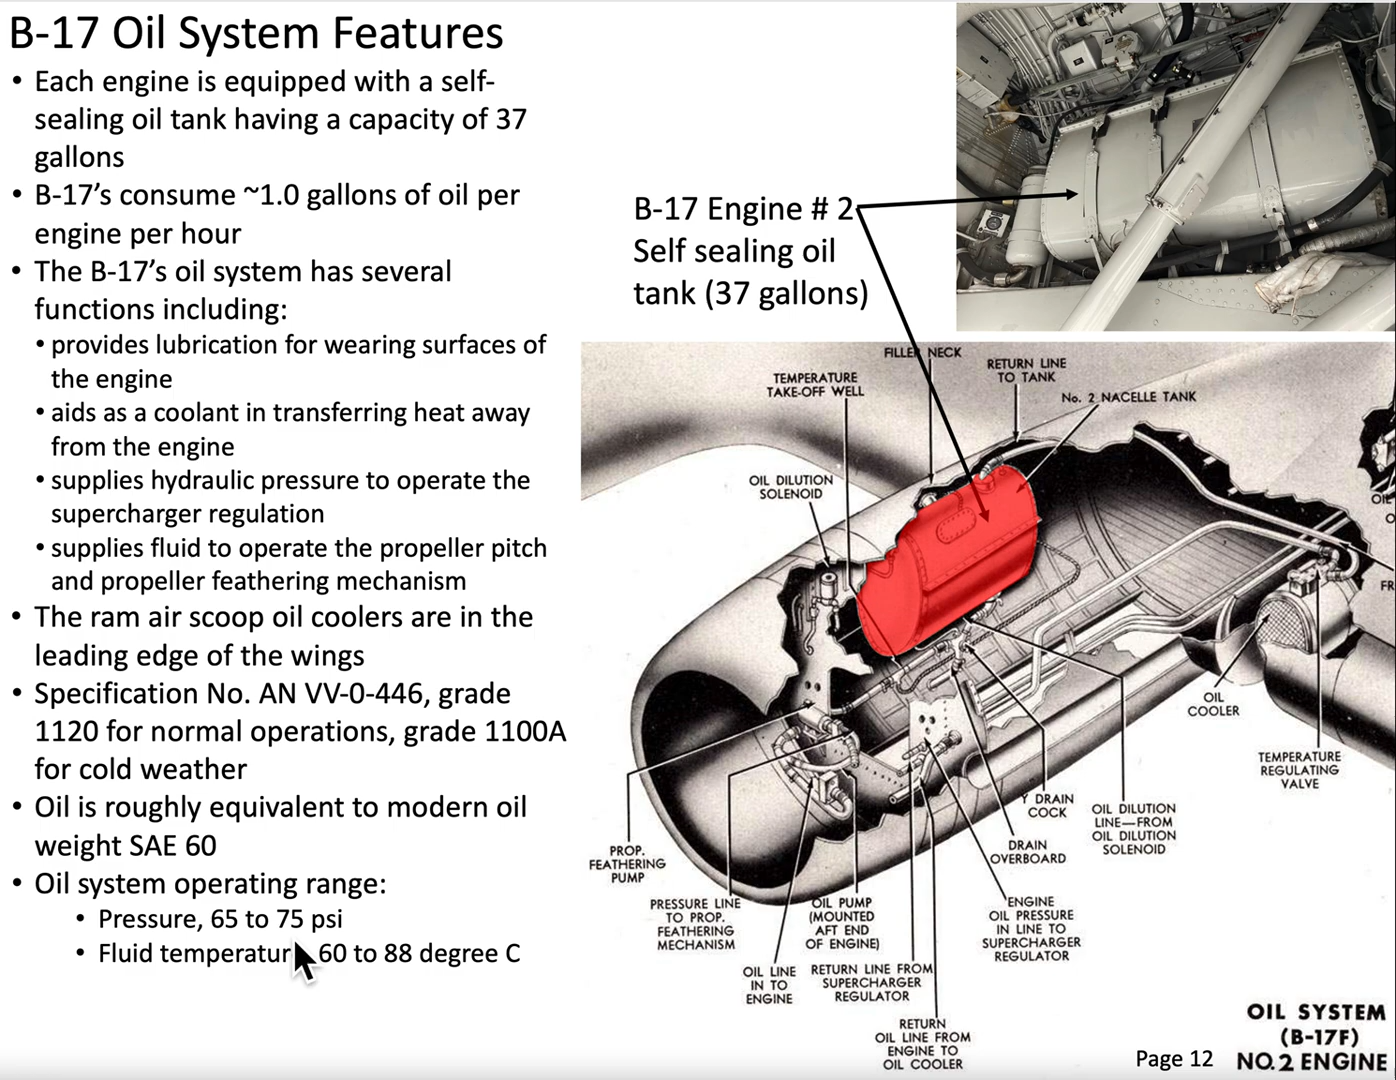 B-17 Oil System Features
• Each engine is equipped with a self-
sealing oil tank having a capacity of 37
gallons
• B-17’s consume ~1.0 gallons of oil per
engine per hour
• The B-17’s oil system has several
functions including:
• provides lubrication for wearing surfaces of
the engine
• aids as a coolant in transferring heat away
from the engine
• supplies hydraulic pressure to operate the
supercharger regulation
• supplies fluid to operate the propeller pitch
and propeller feathering mechanism
• The ram air scoop oil coolers are in the
leading edge of the wings
• Specification No. AN VV-0-446, grade
1120 for normal operations, grade 1100A
for cold weather
• Oil is roughly equivalent to modern oil
weight SAE 60
• Oil system operating range:
• Pressure, 65 to 75 psi
• Fluid temperatur 60 to 88 degree C
B-17 Engine # 2
Self sealing oil
tank (37 gallons)
FILLER NECK
RETURN LINE
TO TANK
TEMPERATURE
TAKE-OFF WELL
No. 2 NACELLE TANK
OIL DILUTION
SOLENOID
OIL
FR
OIL
COOLER
TEMPERATURE
REGULATING
VALVE
Y DRAIN
COCK
OIL DILUTION
LINE—FROM
OIL DILUTION
SOLENOID
DRAIN
OVERBOARD
PROP.
FEATHERING
PUMP
PRESSURE LINE
TO PROP.
FEATHERING
MECHANISM
OIL PUMP
(MOUNTED
AFT END
OF ENGINE)
ENGINE
OIL PRESSURE
IN LINE TO
SUPERCHARGER
REGULATOR
OIL LINE
IN TO
ENGINE
RETURN LINE FROM
SUPERCHARGER
REGULATOR
RETURN
OIL LINE FROM
ENGINE TO
OIL COOLER
OIL SYSTEM
(B-17F)
NO. 2 ENGINE
Page 12